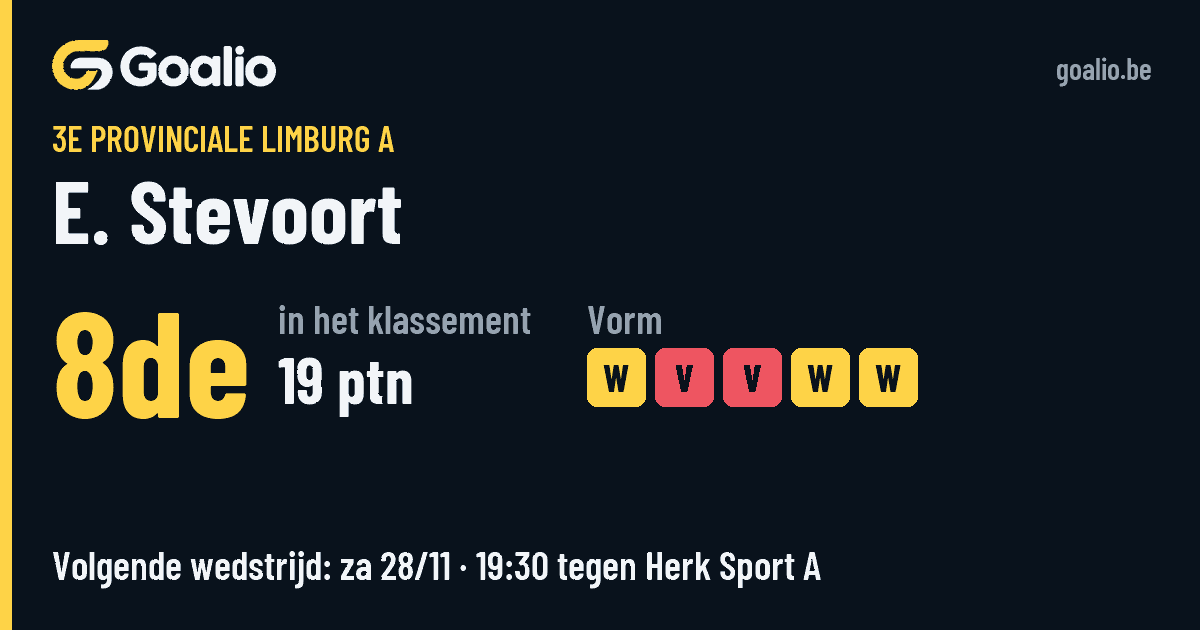 Goalio
goalio.be
3E PROVINCIALE LIMBURG A
E. Stevoort
8de
in het klassement
19 ptn
Vorm
W V V W W
Volgende wedstrijd: za 28/11 · 19:30 tegen Herk Sport A